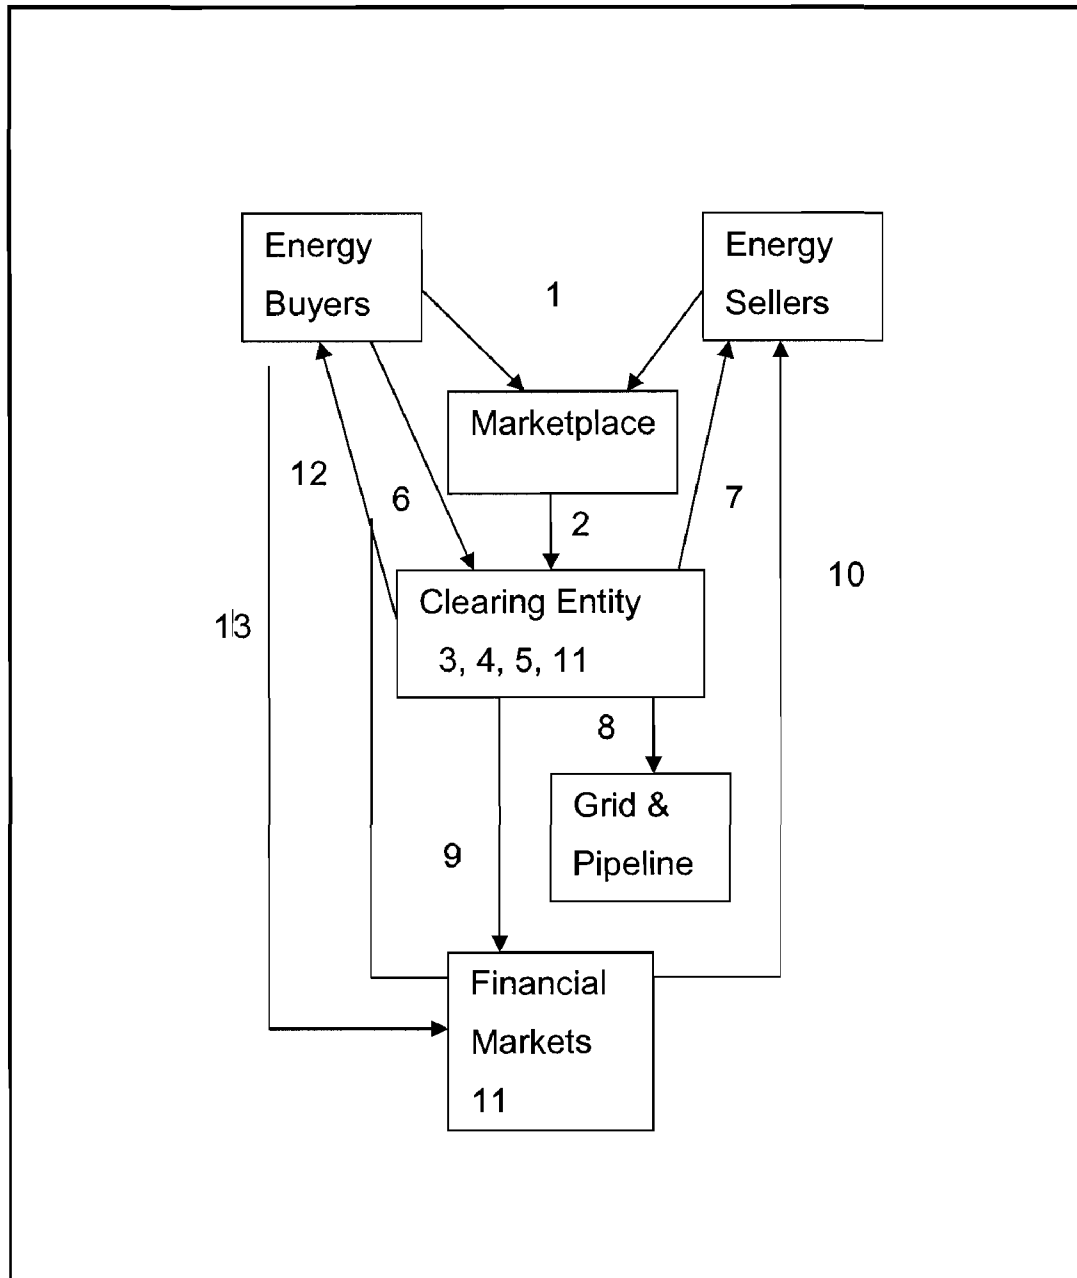 Energy
Buyers
Energy
Sellers
1
Marketplace
12
6
2
7
10
13
Clearing Entity
3, 4, 5, 11
8
9
Grid &
Pipeline
Financial
Markets
11